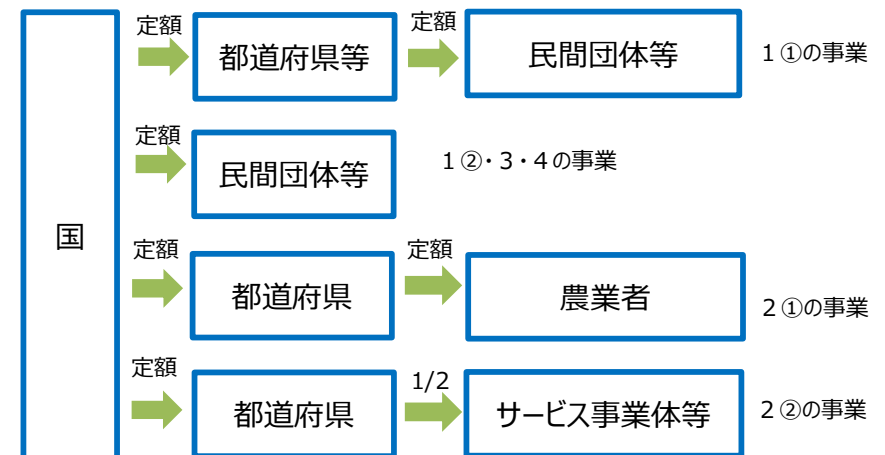 国
定額
都道府県等
定額
民間団体等
1①の事業
定額
民間団体等
1②・3・4の事業
定額
都道府県
定額
農業者
2①の事業
定額
都道府県
1/2
サービス事業体等
2②の事業